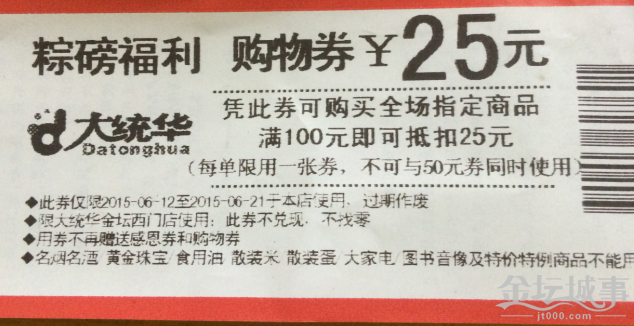 粽磅福利 购物券￥25元
大统华
Datonghua
凭此券可购买全场指定商品
满100元即可抵扣25元
(每单限用一张券，不可与50元券同时使用)
◆此券仅限2015-06-12至2015-06-21于本店使用，过期作废
◆限大统华金坛西门店使用；此券不兑现，不找零
◆用券不再赠送感恩券和购物券
◆名烟名酒/黄金珠宝/食用油 散装米 散装蛋/大家电/图书音像及特价特例商品不能用
金坛城事
jt000.com